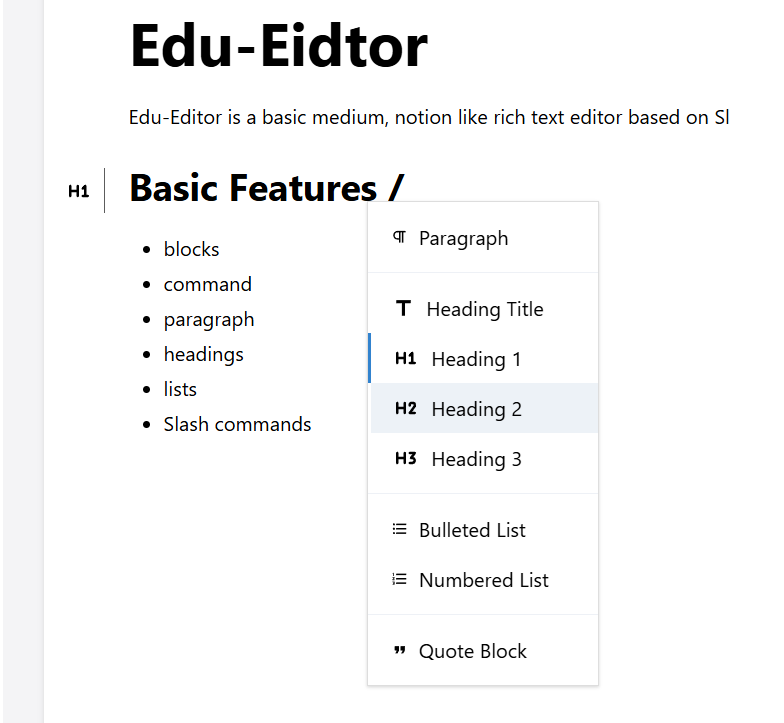 Edu-Eidtor
Edu-Editor is a basic medium, notion like rich text editor based on Sl
H1 Basic Features /
blocks
command
paragraph
headings
lists
Slash commands
Paragraph
T Heading Title
H1 Heading 1
H2 Heading 2
H3 Heading 3
Bulleted List
Numbered List
Quote Block